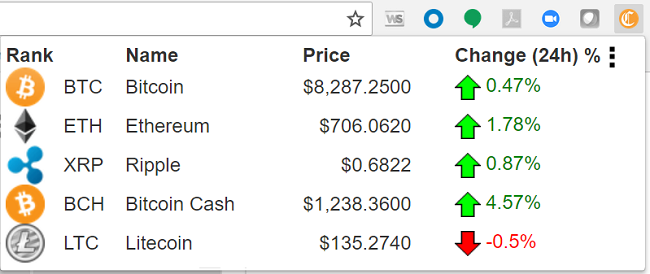 Rank Name Price Change (24h) %
BTC Bitcoin $8,287.2500 0.47%
ETH Ethereum $706.0620 1.78%
XRP Ripple $0.6822 0.87%
BCH Bitcoin Cash $1,238.3600 4.57%
LTC Litecoin $135.2740 -0.5%